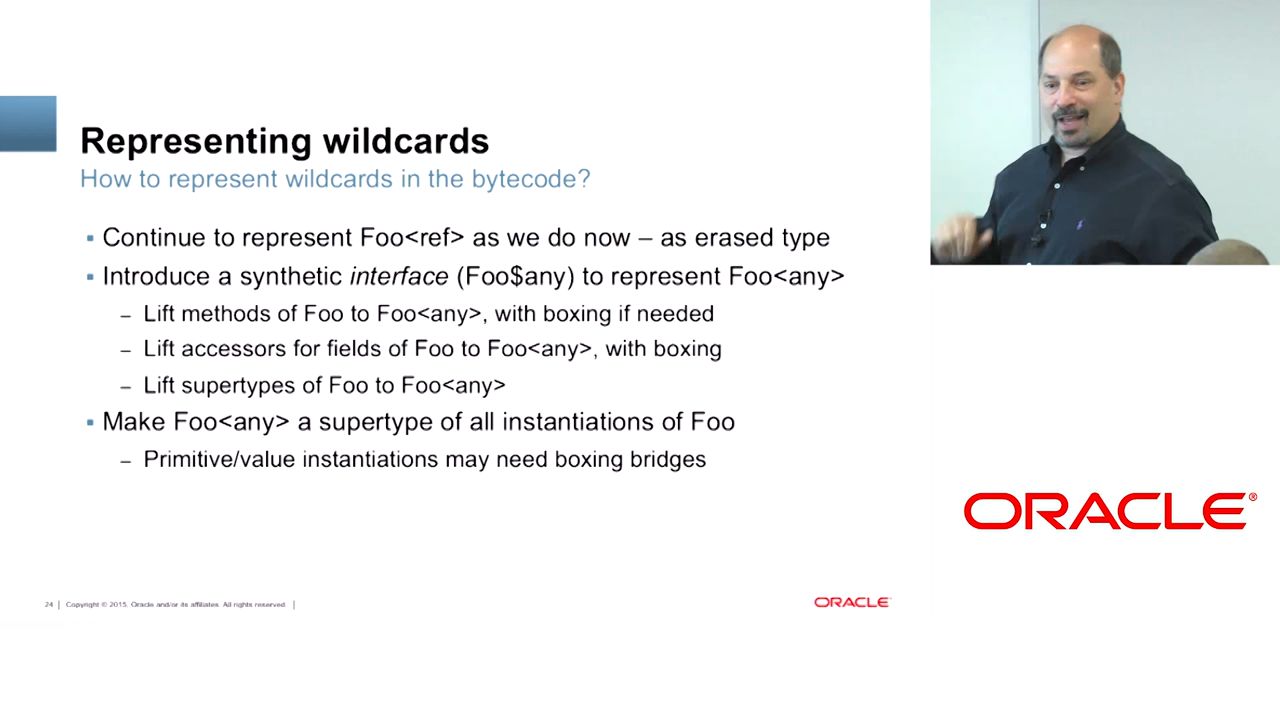 Representing wildcards
How to represent wildcards in the bytecode?
▪ Continue to represent Foo<ref> as we do now – as erased type
▪ Introduce a synthetic interface (Foo$any) to represent Foo<any>
– Lift methods of Foo to Foo<any>, with boxing if needed
– Lift accessors for fields of Foo to Foo<any>, with boxing
– Lift supertypes of Foo to Foo<any>
▪ Make Foo<any> a supertype of all instantiations of Foo
– Primitive/value instantiations may need boxing bridges
ORACLE®
24 | Copyright © 2015, Oracle and/or its affiliates. All rights reserved. |
ORACLE